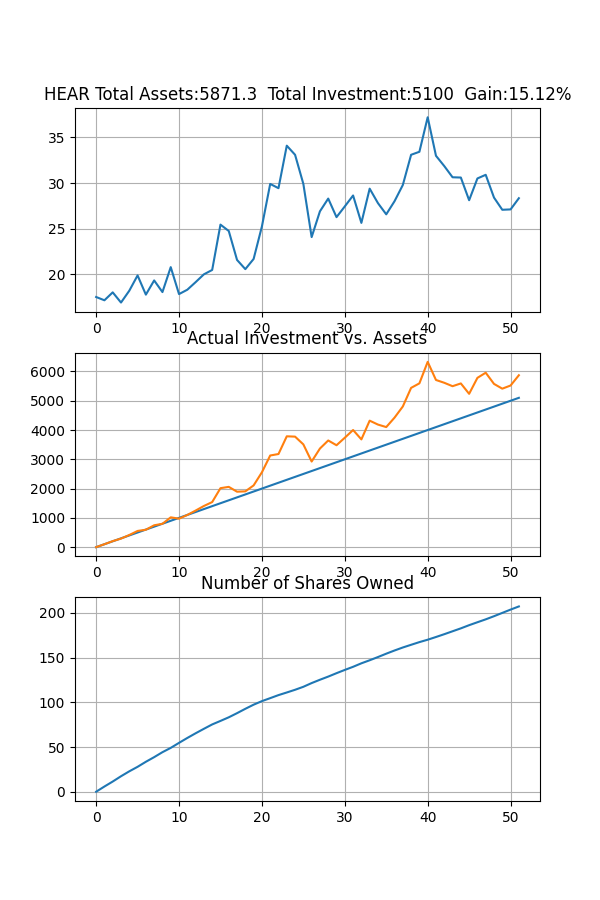 HEAR Total Assets:5871.3  Total Investment:5100  Gain:15.12%
35
30
25
20
0 10 20 30 40 50
Actual Investment vs. Assets
6000
5000
4000
3000
2000
1000
0
0 10 20 30 40 50
Number of Shares Owned
200
150
100
50
0
0 10 20 30 40 50